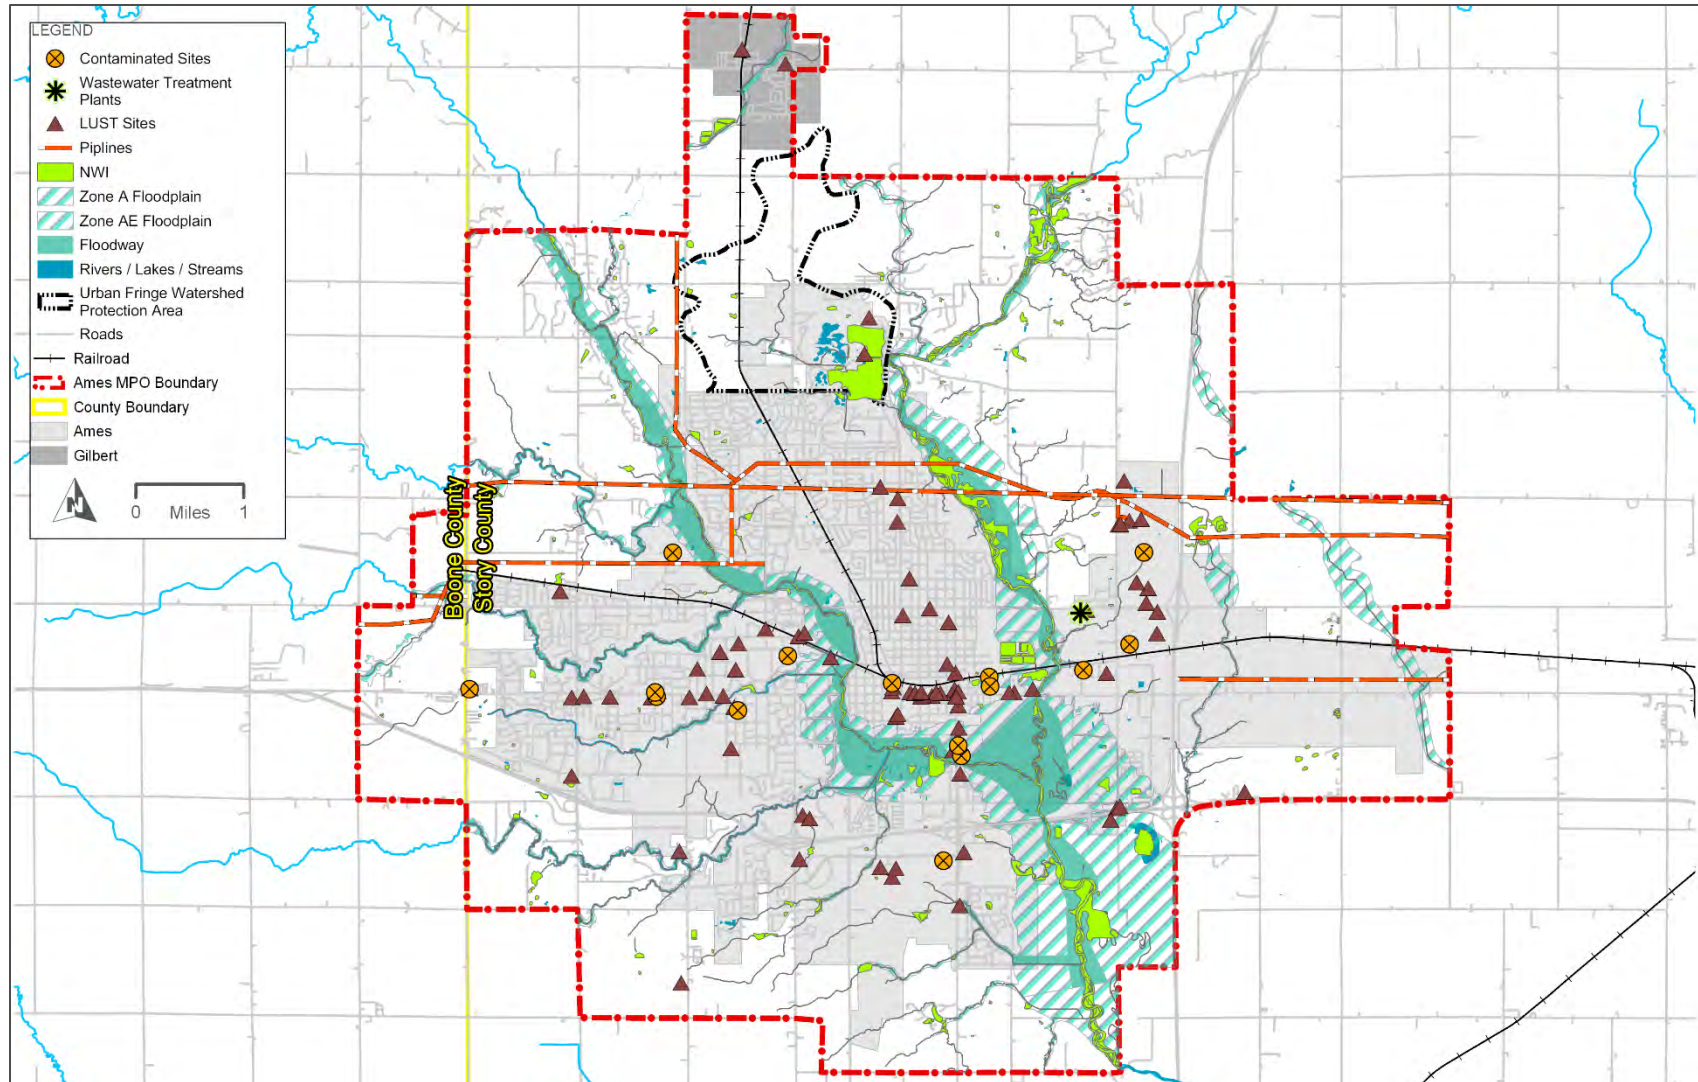 LEGEND
Contaminated Sites
Wastewater Treatment
Plants
LUST Sites
Piplines
NWI
Zone A Floodplain
Zone AE Floodplain
Floodway
Rivers / Lakes / Streams
Urban Fringe Watershed
Protection Area
Roads
Railroad
Ames MPO Boundary
County Boundary
Ames
Gilbert
N
0 Miles 1
Boone County
Story County